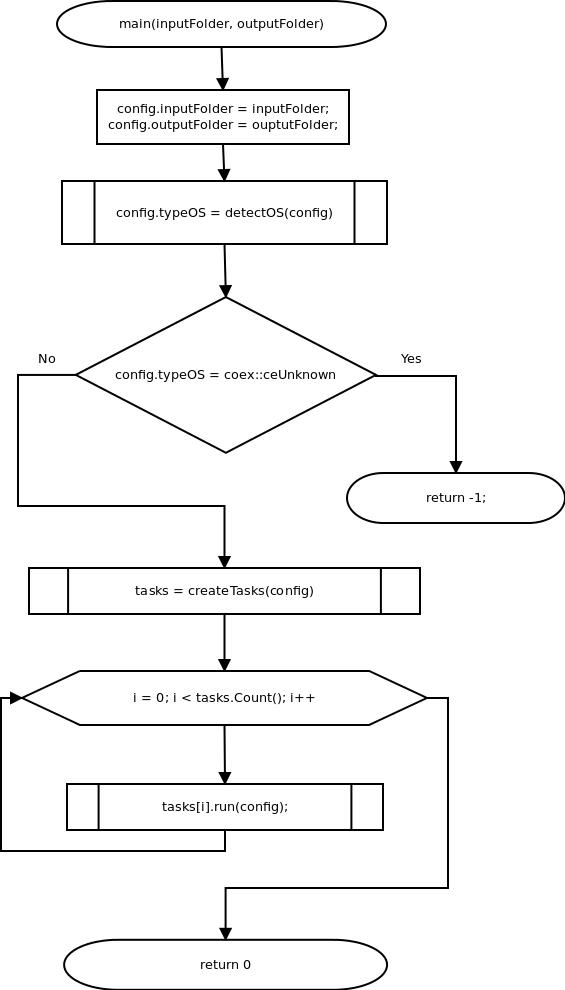 main(inputFolder, outputFolder)
config.inputFolder = inputFolder;
config.outputFolder = ouptutFolder;
config.typeOS = detectOS(config)
No
Yes
config.typeOS = coex::ceUnknown
return -1;
tasks = createTasks(config)
i = 0; i < tasks.Count(); i++
tasks[i].run(config);
return 0